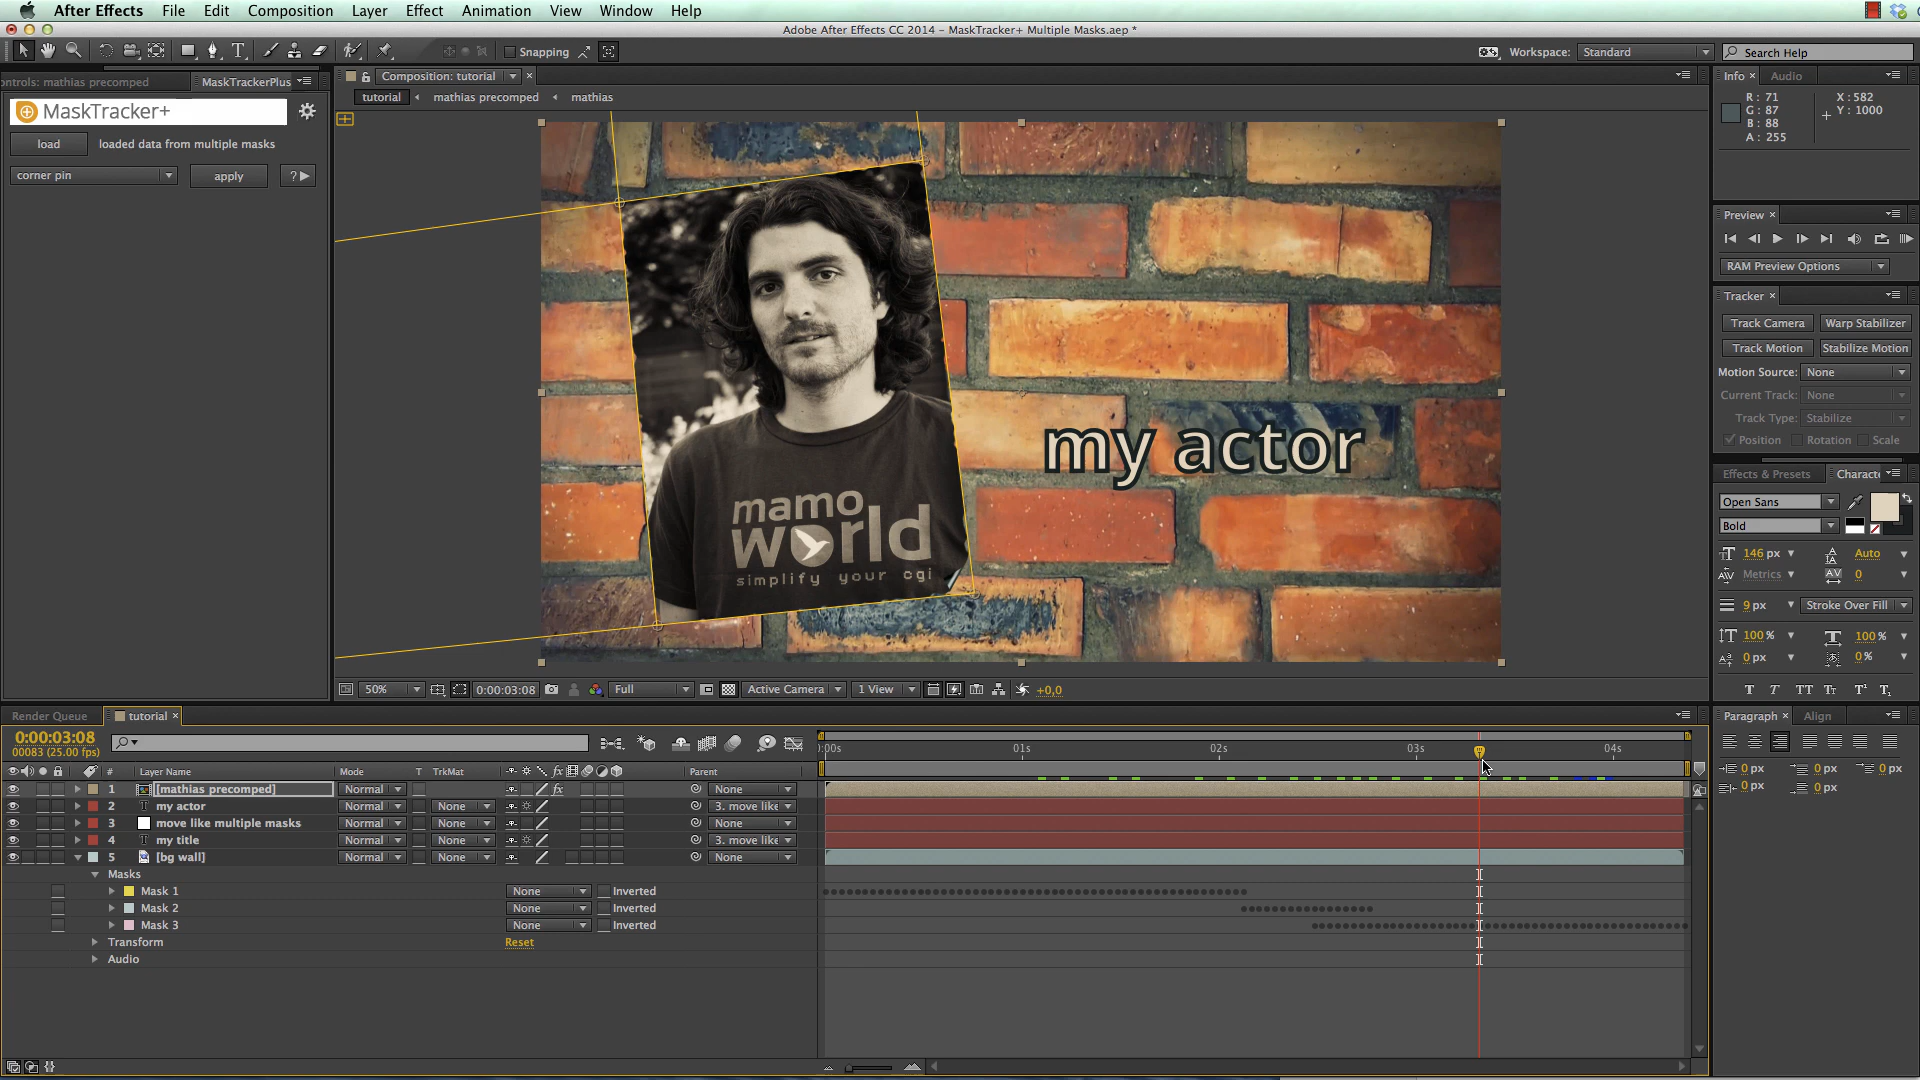 After Effects File Edit Composition Layer Effect Animation View Window Help
Adobe After Effects CC 2014 - MaskTracker+ Multiple Masks.aep *
Snapping
Workspace: Standard
Search Help
ontrols: mathias precomped
MaskTrackerPlus
MaskTracker+
load loaded data from multiple masks
corner pin apply ?
Composition: tutorial
tutorial mathias precomped mathias
my actor
mamo
world
simplify your cgi
50% 0:00:03:08 Full Active Camera 1 View +0,0
Info Audio
R: 71 X: 582
G: 87 Y: 1000
B: 88
A: 255
Preview
RAM Preview Options
Tracker
Track Camera Warp Stabilizer
Track Motion Stabilize Motion
Motion Source: None
Current Track: None
Track Type: Stabilize
Position Rotation Scale
Effects & Presets Characte
Open Sans
Bold
146 px Auto
Metrics 0
9 px Stroke Over Fill
100% 100%
0 px 0%
T T TT Tт T¹ T₁
Paragraph Align
0 px 0 px 0 px
0 px 0 px
Render Queue tutorial
0:00:03:08
00083 (25.00 fps)
:00s 01s 02s 03s 04s
# Layer Name Mode T TrkMat fx Parent
1 [mathias precomped] Normal fx None
2 T my actor Normal None 3. move like
3 move like multiple masks Normal None None
4 T my title Normal None 3. move like
5 [bg wall] Normal None None
Masks
Mask 1 None Inverted
Mask 2 None Inverted
Mask 3 None Inverted
Transform Reset
Audio